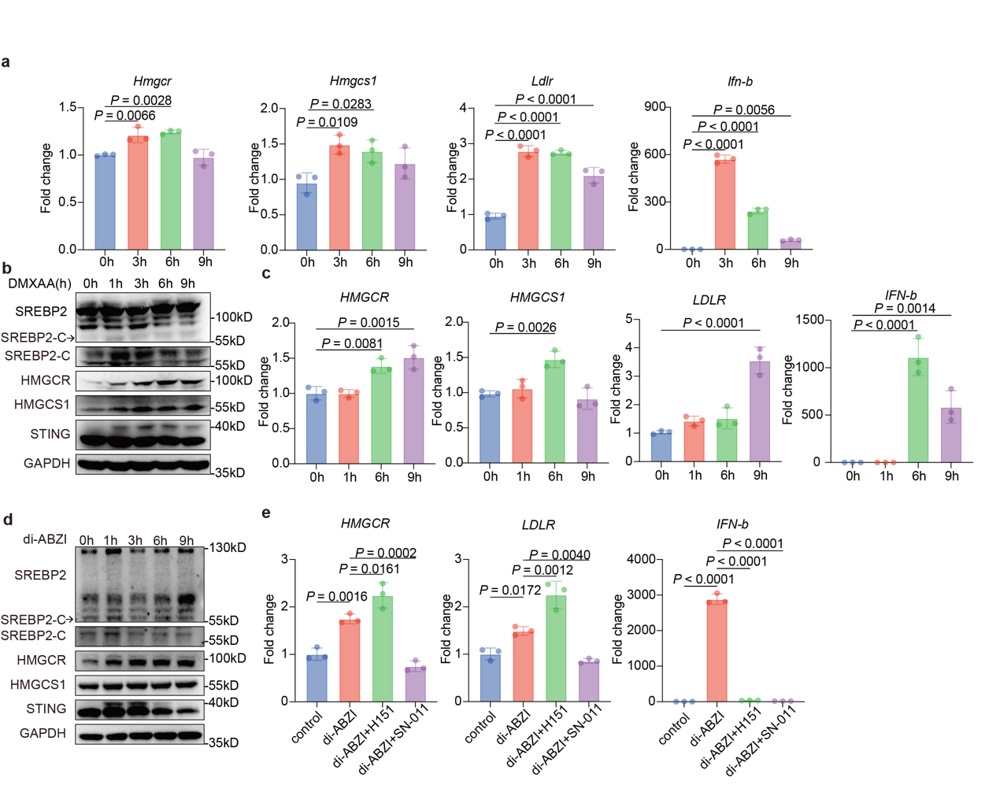 a
Hmgcr
P = 0.0028
P = 0.0066
Fold change
1.5
1.0
0.5
0.0
0h 3h 6h 9h
Hmgcs1
P = 0.0283
P = 0.0109
Fold change
2.0
1.5
1.0
0.5
0.0
0h 3h 6h 9h
Ldlr
P < 0.0001
P < 0.0001
P < 0.0001
Fold change
4
3
2
1
0
0h 3h 6h 9h
Ifn-b
P = 0.0056
P < 0.0001
P < 0.0001
Fold change
900
600
300
0
0h 3h 6h 9h
b
DMXAA(h) 0h 1h 3h 6h 9h
SREBP2
100kD
SREBP2-C→
55kD
SREBP2-C
55kD
HMGCR
100kD
HMGCS1
55kD
STING
40kD
GAPDH
35kD
c
HMGCR
P = 0.0015
P = 0.0081
Fold change
2.0
1.5
1.0
0.5
0.0
0h 1h 6h 9h
HMGCS1
P = 0.0026
Fold change
2.0
1.5
1.0
0.5
0.0
0h 1h 6h 9h
LDLR
P < 0.0001
Fold change
5
4
3
2
1
0
0h 1h 6h 9h
IFN-b
P = 0.0014
P < 0.0001
Fold change
1500
1000
500
0
0h 1h 6h 9h
d
di-ABZI 0h 1h 3h 6h 9h
130kD
SREBP2
SREBP2-C→
55kD
SREBP2-C
55kD
HMGCR
100kD
HMGCS1
55kD
STING
40kD
GAPDH
35kD
e
HMGCR
P = 0.0002
P = 0.0161
P = 0.0016
Fold change
3
2
1
0
control
di-ABZI
di-ABZI+H151
di-ABZI+SN-011
LDLR
P = 0.0040
P = 0.0012
P = 0.0172
Fold change
3
2
1
0
control
di-ABZI
di-ABZI+H151
di-ABZI+SN-011
IFN-b
P < 0.0001
P < 0.0001
P < 0.0001
Fold change
4000
3000
2000
1000
0
control
di-ABZI
di-ABZI+H151
di-ABZI+SN-011